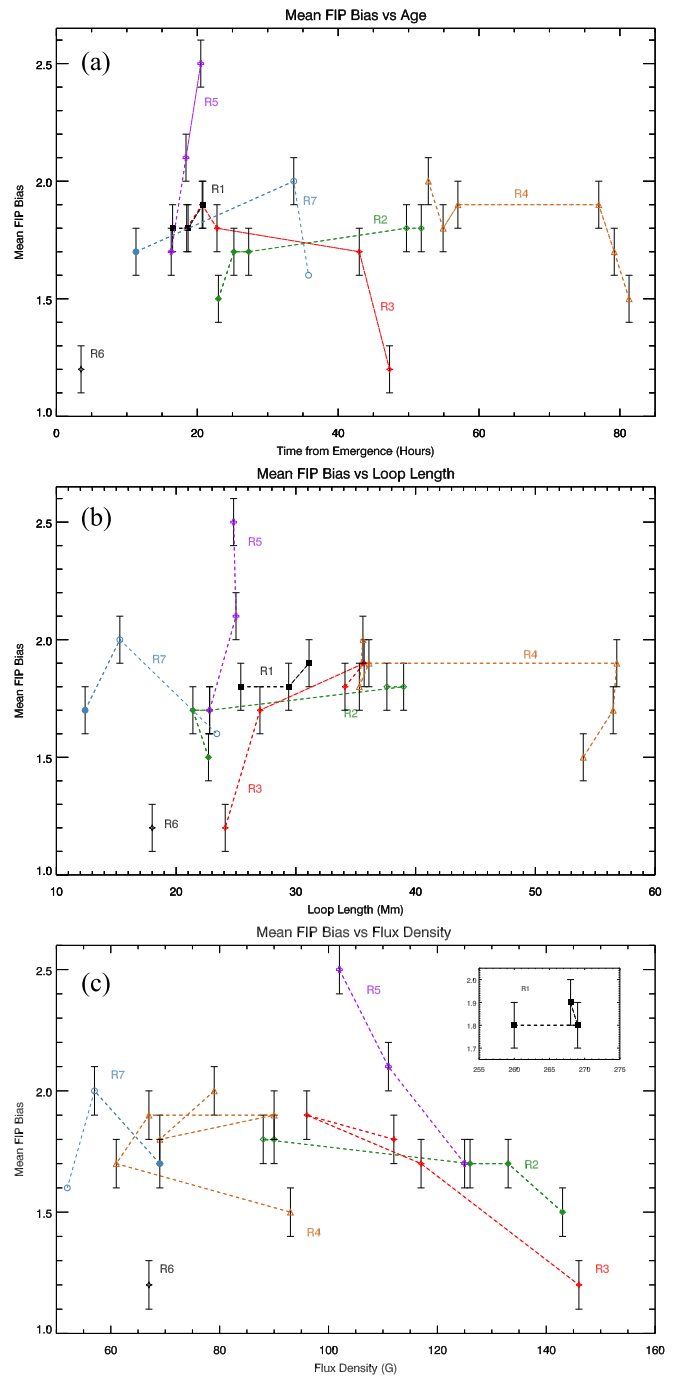 Mean FIP Bias vs Age
(a)
2.5
2.0
1.5
1.0
Mean FIP Bias
R5
R1
R7
R2
R4
R3
R6
0 20 40 60 80
Time from Emergence (Hours)
Mean FIP Bias vs Loop Length
(b)
2.5
2.0
1.5
1.0
Mean FIP Bias
R5
R7
R1
R4
R2
R3
R6
10 20 30 40 50 60
Loop Length (Mm)
Mean FIP Bias vs Flux Density
(c)
2.5
2.0
1.5
1.0
Mean FIP Bias
R5
R1
2.0
1.9
1.8
1.7
255 260 265 270 275
R7
R2
R4
R6
R3
60 80 100 120 140 160
Flux Density (G)